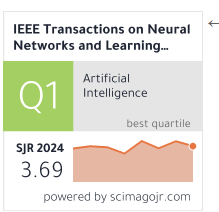 IEEE Transactions on Neural
Networks and Learning...
Q1
Artificial
Intelligence
best quartile
SJR 2024
3.69
powered by scimagojr.com